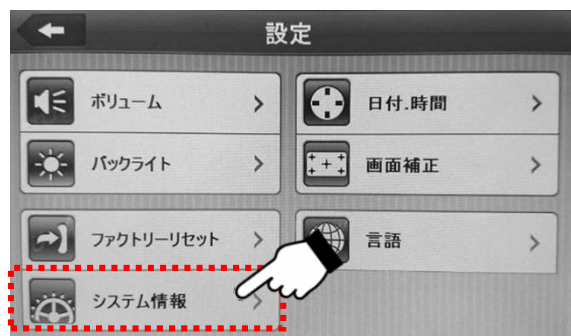 設定
ボリューム
日付.時間
バックライト
画面補正
ファクトリーリセット
言語
システム情報